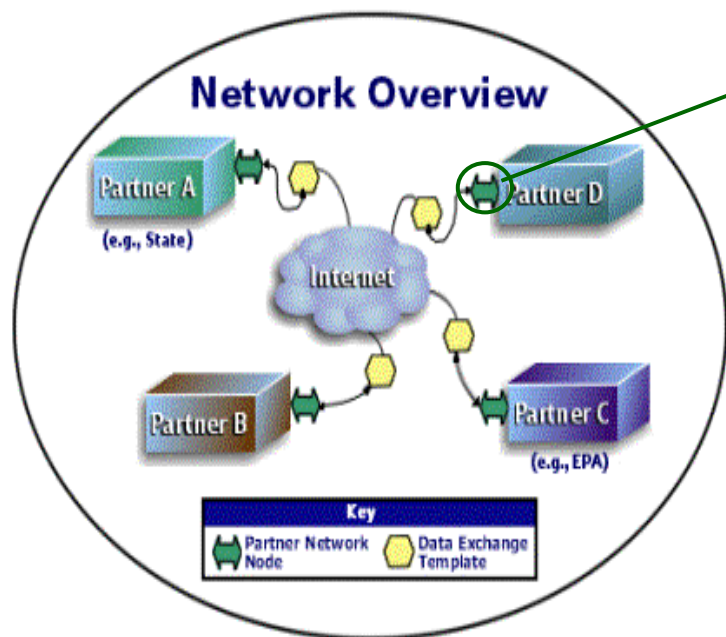 Network Overview
Partner A
(e.g., State)
Partner D
Internet
Partner B
Partner C
(e.g., EPA)
Key
Partner Network
Node
Data Exchange
Template